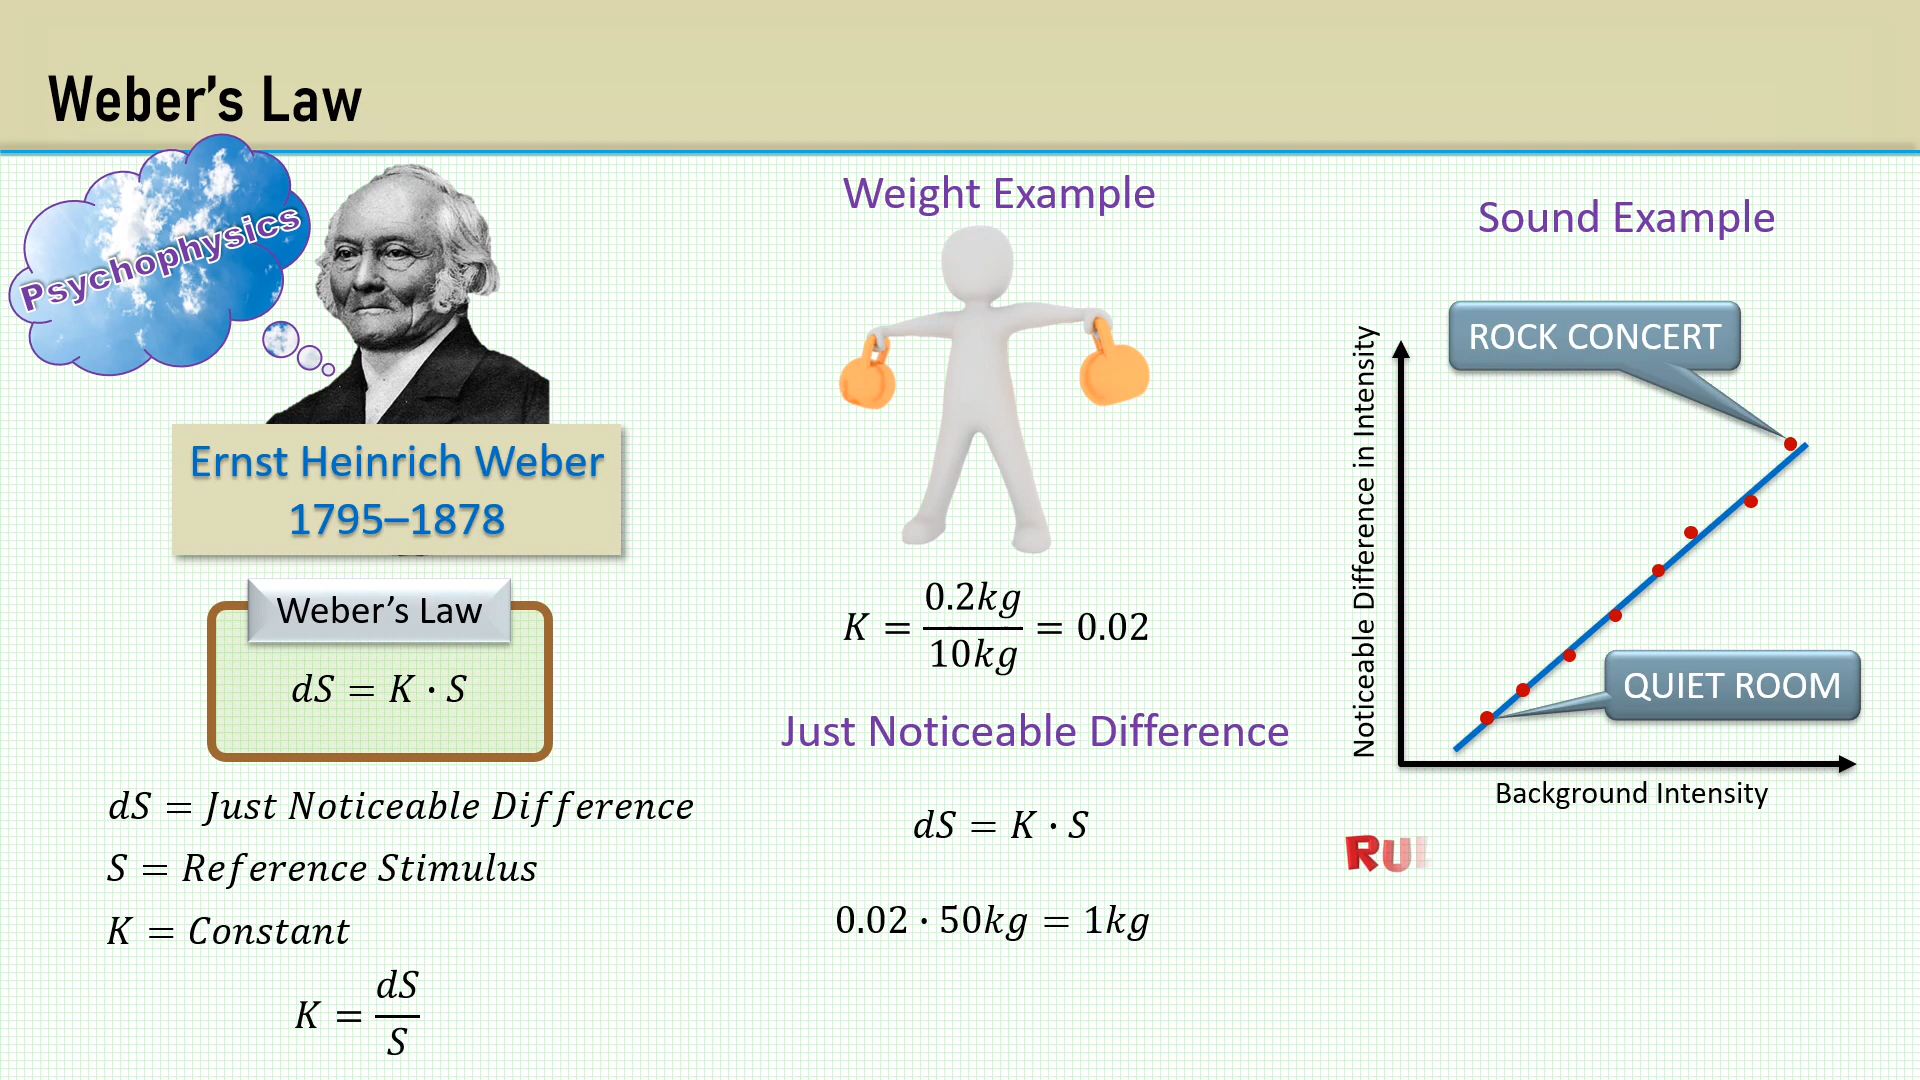 Weber's Law
Psychophysics
Ernst Heinrich Weber
1795–1878
Weber's Law
dS = K · S
dS = Just Noticeable Difference
S = Reference Stimulus
K = Constant
K = dS/S
Weight Example
K = 0.2kg/10kg = 0.02
Just Noticeable Difference
dS = K · S
0.02 · 50kg = 1kg
Sound Example
ROCK CONCERT
Noticeable Difference in Intensity
QUIET ROOM
Background Intensity